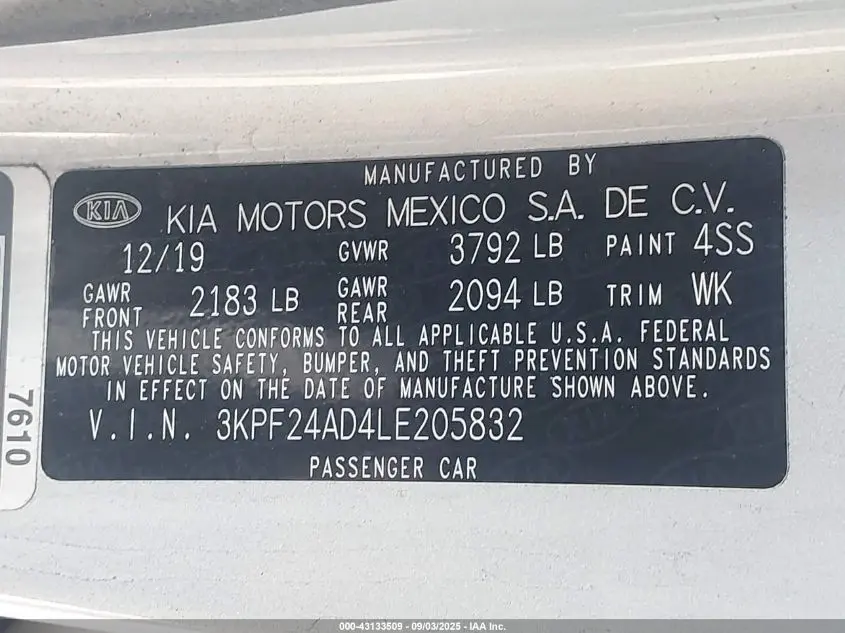 MANUFACTURED BY
KIA KIA MOTORS MEXICO S.A. DE C.V.
12/19 GVWR 3792 LB PAINT 4SS
GAWR FRONT 2183 LB GAWR REAR 2094 LB TRIM WK
THIS VEHICLE CONFORMS TO ALL APPLICABLE U.S.A. FEDERAL
MOTOR VEHICLE SAFETY, BUMPER, AND THEFT PREVENTION STANDARDS
IN EFFECT ON THE DATE OF MANUFACTURE SHOWN ABOVE.
V.I.N. 3KPF24AD4LE205832
PASSENGER CAR
7610
000-43133509 - 09/03/2025 - IAA Inc.